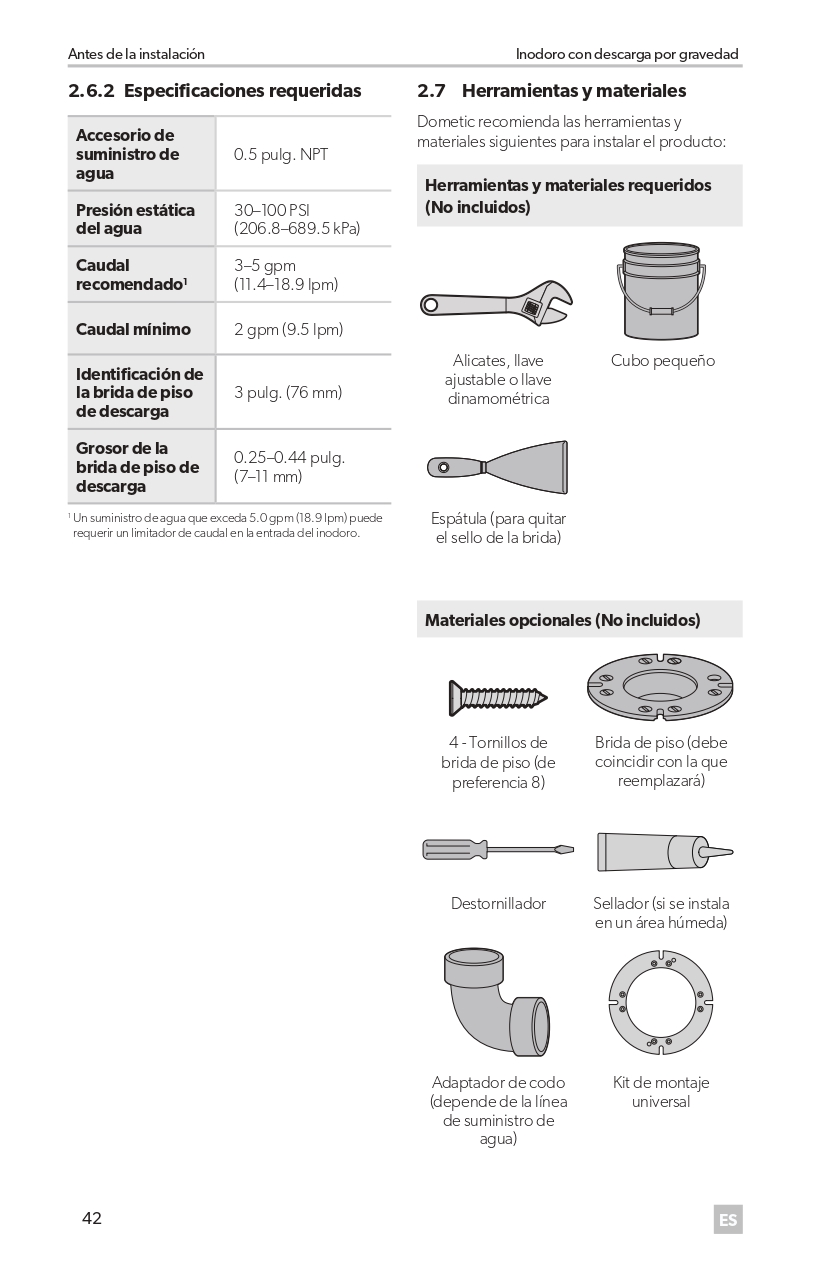 Antes de la instalación
Inodoro con descarga por gravedad
2.6.2 Especificaciones requeridas
Accesorio de
suministro de
agua
0.5 pulg. NPT
Presión estática
del agua
30–100 PSI
(206.8–689.5 kPa)
Caudal
recomendado¹
3–5 gpm
(11.4–18.9 lpm)
Caudal mínimo
2 gpm (9.5 lpm)
Identificación de
la brida de piso
de descarga
3 pulg. (76 mm)
Grosor de la
brida de piso de
descarga
0.25–0.44 pulg.
(7–11 mm)
¹ Un suministro de agua que exceda 5.0 gpm (18.9 lpm) puede
requerir un limitador de caudal en la entrada del inodoro.
2.7 Herramientas y materiales
Dometic recomienda las herramientas y
materiales siguientes para instalar el producto:
Herramientas y materiales requeridos
(No incluidos)
Alicates, llave
ajustable o llave
dinamométrica
Cubo pequeño
Espátula (para quitar
el sello de la brida)
Materiales opcionales (No incluidos)
4 - Tornillos de
brida de piso (de
preferencia 8)
Brida de piso (debe
coincidir con la que
reemplazará)
Destornillador
Sellador (si se instala
en un área húmeda)
Adaptador de codo
(depende de la línea
de suministro de
agua)
Kit de montaje
universal
42
ES